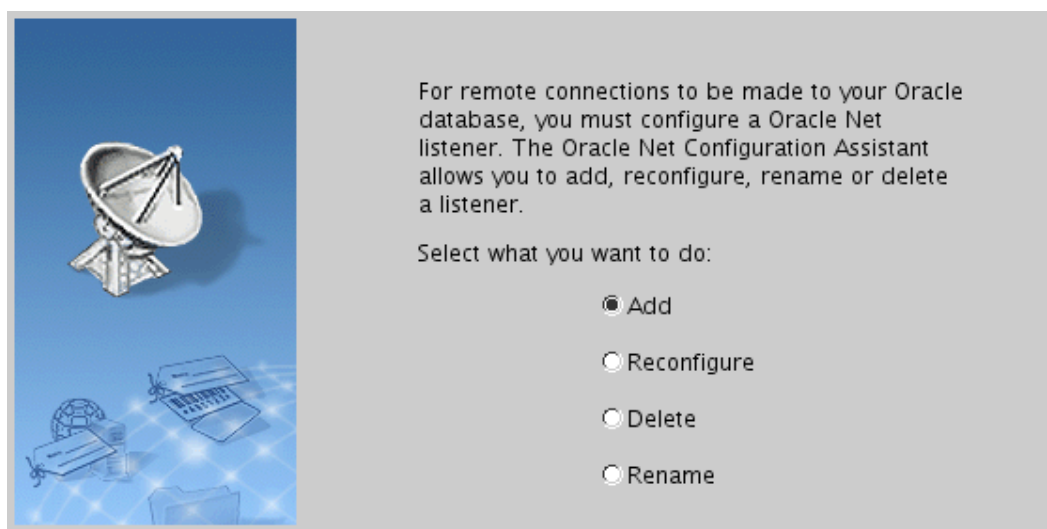 For remote connections to be made to your Oracle
database, you must configure a Oracle Net
listener. The Oracle Net Configuration Assistant
allows you to add, reconfigure, rename or delete
a listener.
Select what you want to do:
Add
Reconfigure
Delete
Rename